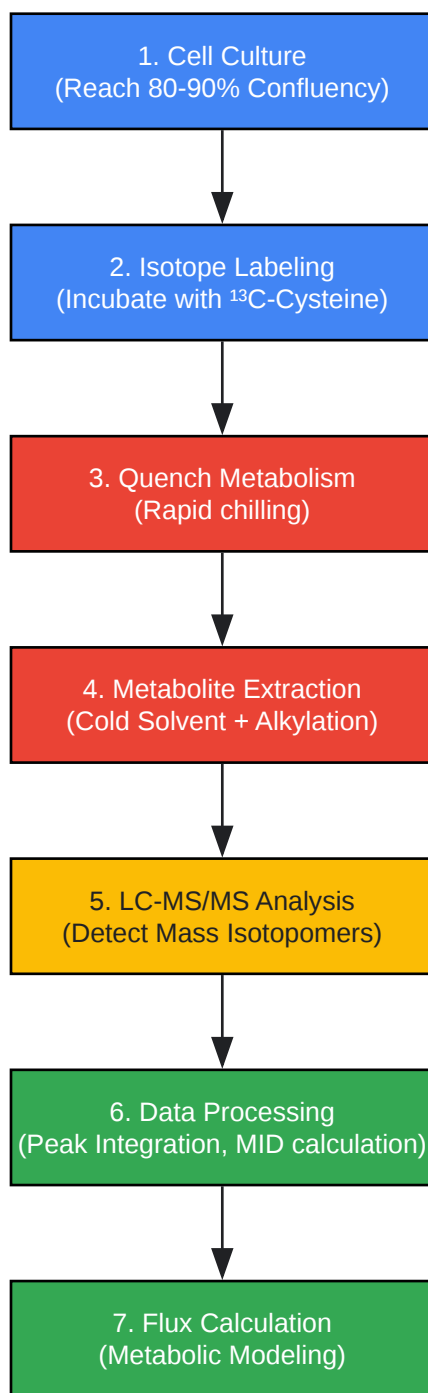 1. Cell Culture
(Reach 80-90% Confluency)
2. Isotope Labeling
(Incubate with ¹³C-Cysteine)
3. Quench Metabolism
(Rapid chilling)
4. Metabolite Extraction
(Cold Solvent + Alkylation)
5. LC-MS/MS Analysis
(Detect Mass Isotopomers)
6. Data Processing
(Peak Integration, MID calculation)
7. Flux Calculation
(Metabolic Modeling)